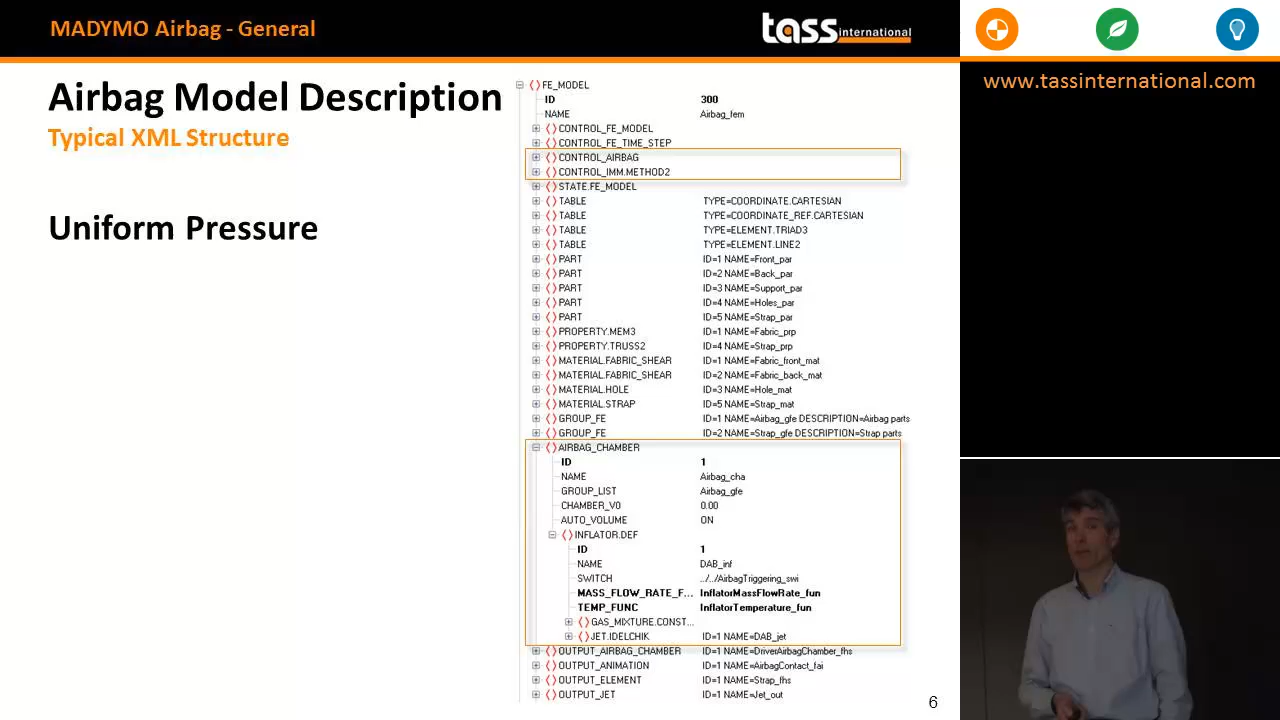 MADYMO Airbag - General
tass international
www.tassinternational.com
Airbag Model Description
Typical XML Structure
Uniform Pressure
FE_MODEL
ID 300
NAME Airbag_fem
CONTROL_FE_MODEL
CONTROL_FE_TIME_STEP
CONTROL_AIRBAG
CONTROL_IMM.METHOD2
STATE.FE_MODEL
TABLE TYPE=COORDINATE.CARTESIAN
TABLE TYPE=COORDINATE_REF.CARTESIAN
TABLE TYPE=ELEMENT.TRIAD3
TABLE TYPE=ELEMENT.LINE2
PART ID=1 NAME=Front_par
PART ID=2 NAME=Back_par
PART ID=3 NAME=Support_par
PART ID=4 NAME=Holes_par
PART ID=5 NAME=Strap_par
PROPERTY.MEM3 ID=1 NAME=Fabric_prp
PROPERTY.TRUSS2 ID=4 NAME=Strap_prp
MATERIAL.FABRIC_SHEAR ID=1 NAME=Fabric_front_mat
MATERIAL.FABRIC_SHEAR ID=2 NAME=Fabric_back_mat
MATERIAL.HOLE ID=3 NAME=Hole_mat
MATERIAL.STRAP ID=5 NAME=Strap_mat
GROUP_FE ID=1 NAME=Airbag_gfe DESCRIPTION=Airbag parts
GROUP_FE ID=2 NAME=Strap_gfe DESCRIPTION=Strap parts
AIRBAG_CHAMBER
ID 1
NAME Airbag_cha
GROUP_LIST Airbag_gfe
CHAMBER_V0 0.00
AUTO_VOLUME ON
INFLATOR.DEF
ID 1
NAME DAB_inf
SWITCH ../../AirbagTriggering_swi
MASS_FLOW_RATE_F... InflatorMassFlowRate_fun
TEMP_FUNC InflatorTemperature_fun
GAS_MIXTURE.CONST...
JET.IDELCHIK ID=1 NAME=DAB_jet
OUTPUT_AIRBAG_CHAMBER ID=1 NAME=DriverAirbagChamber_fhs
OUTPUT_ANIMATION ID=1 NAME=AirbagContact_fai
OUTPUT_ELEMENT ID=1 NAME=Strap_fhs
OUTPUT_JET ID=1 NAME=Jet_out
6